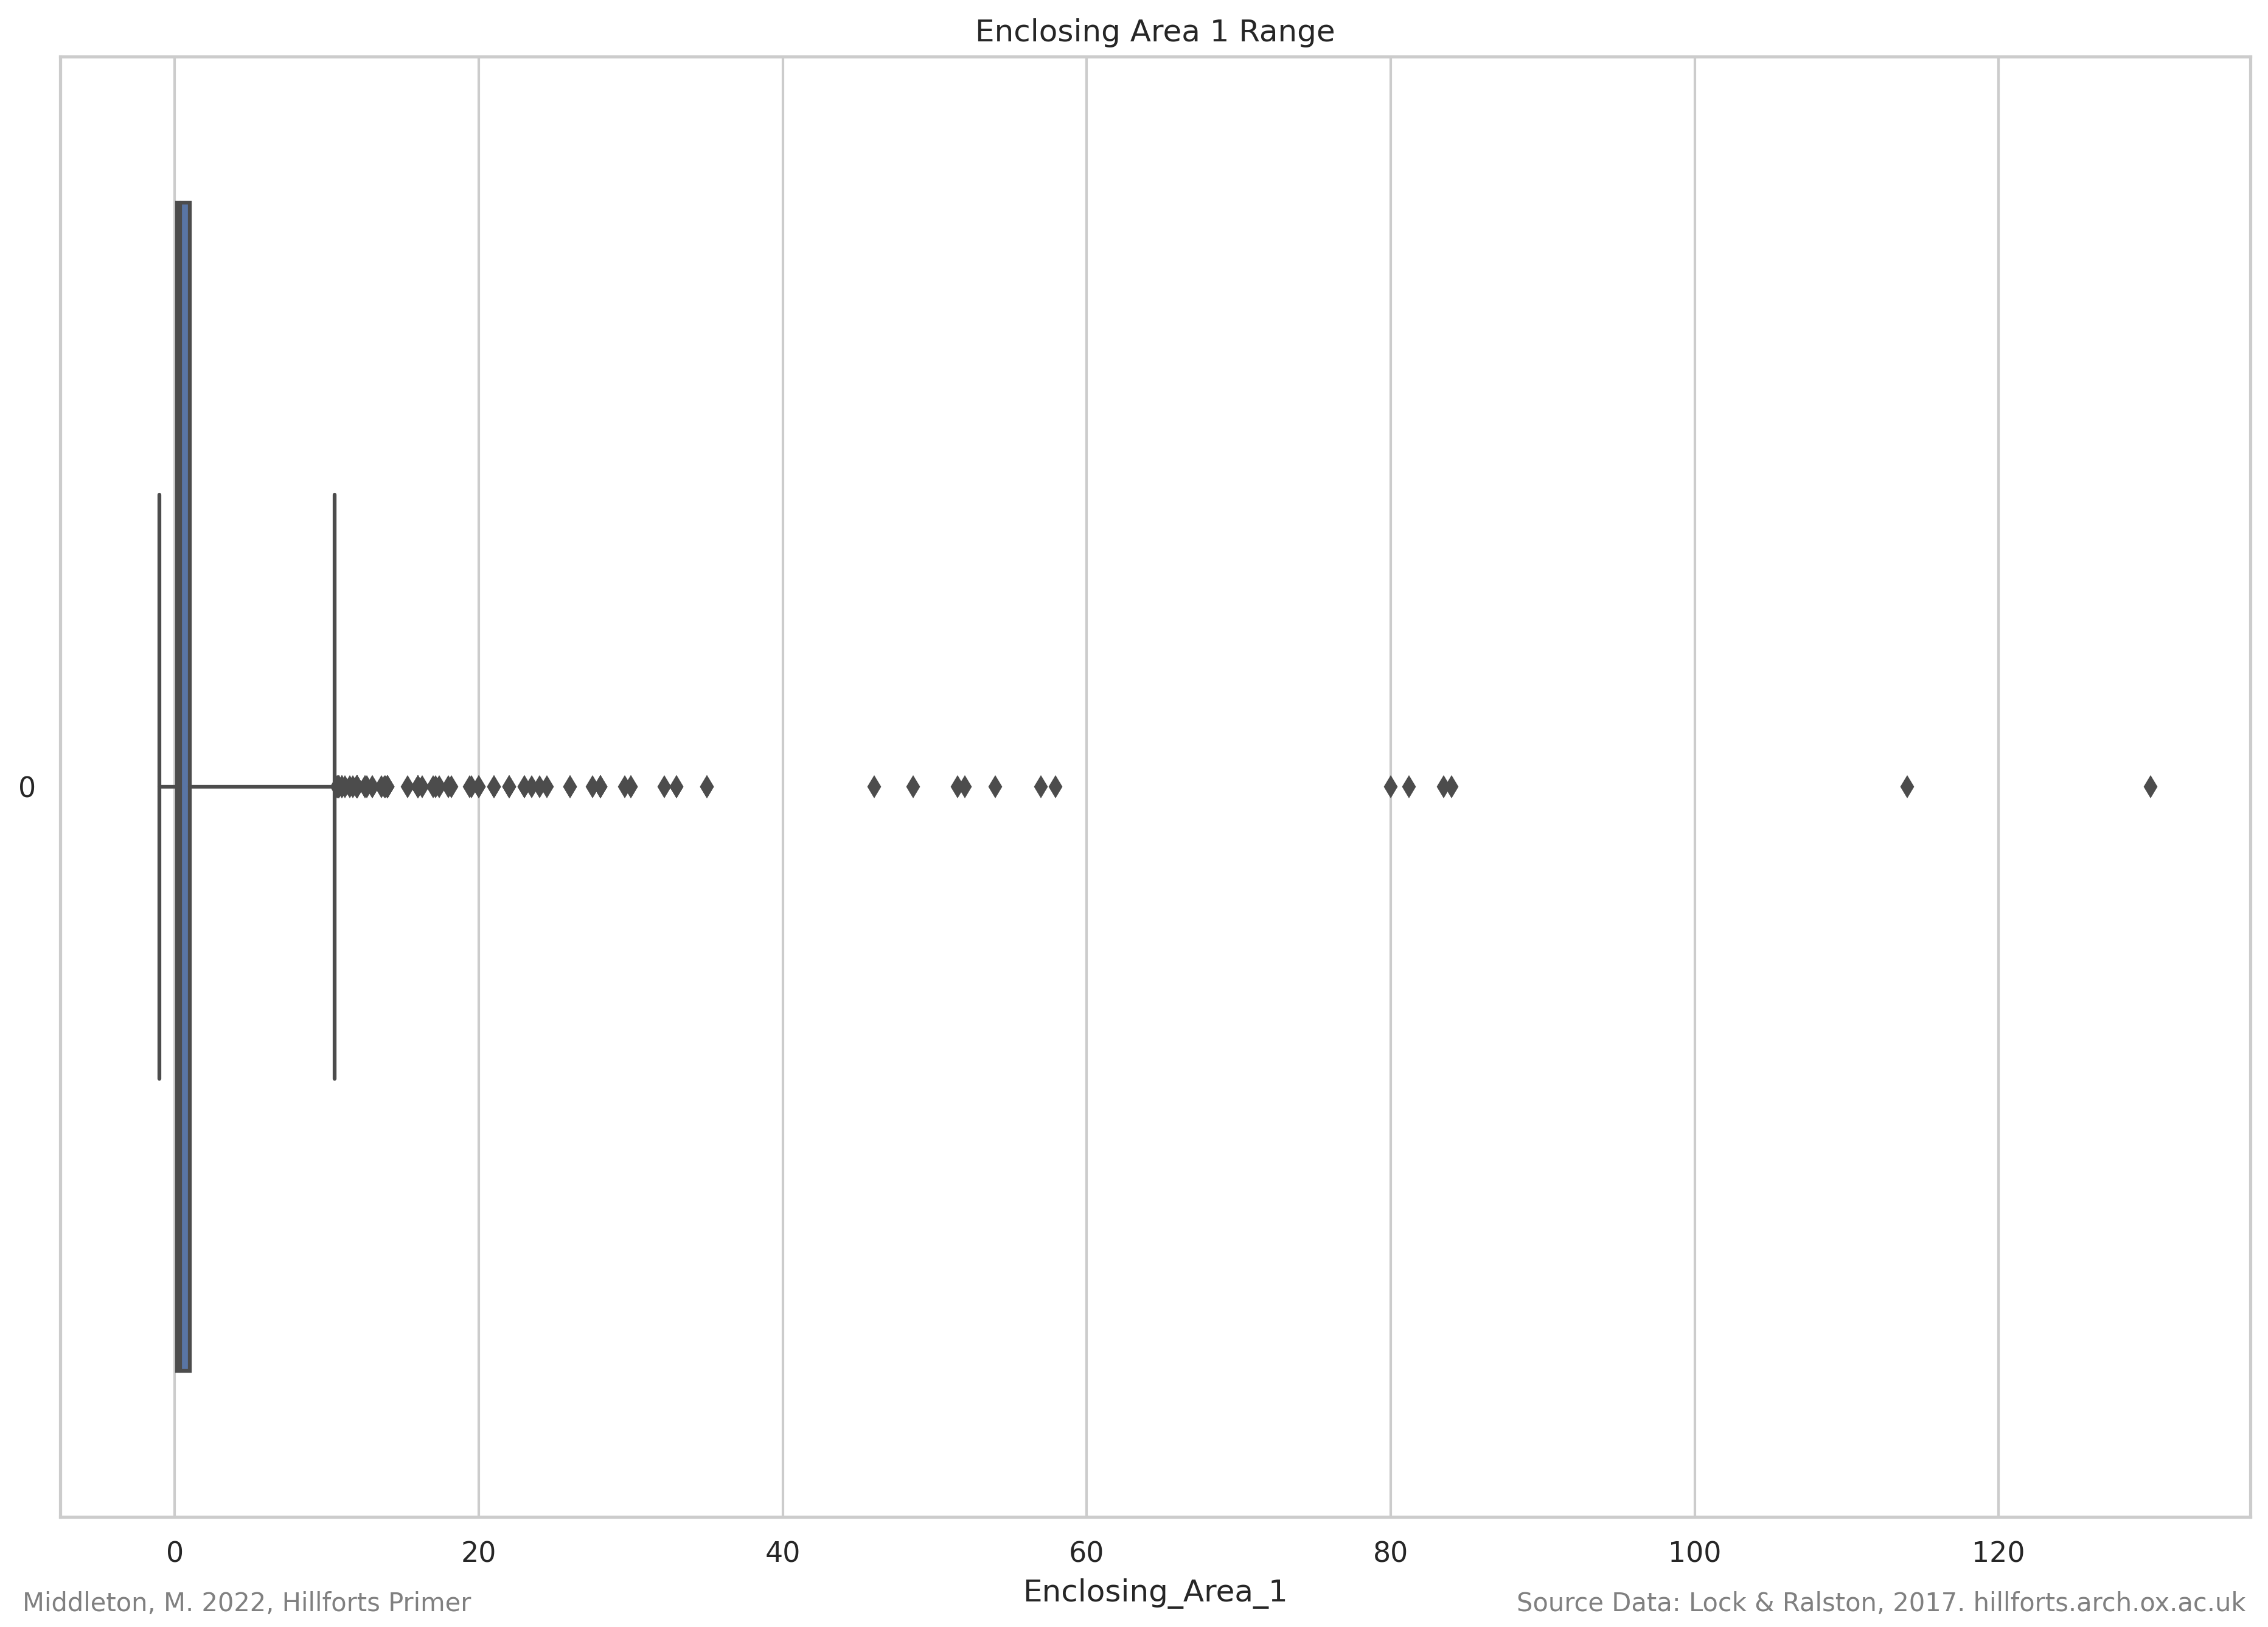 Enclosing Area 1 Range
0
0 20 40 60 80 100 120
Enclosing_Area_1
Middleton, M. 2022, Hillforts Primer
Source Data: Lock & Ralston, 2017. hillforts.arch.ox.ac.uk